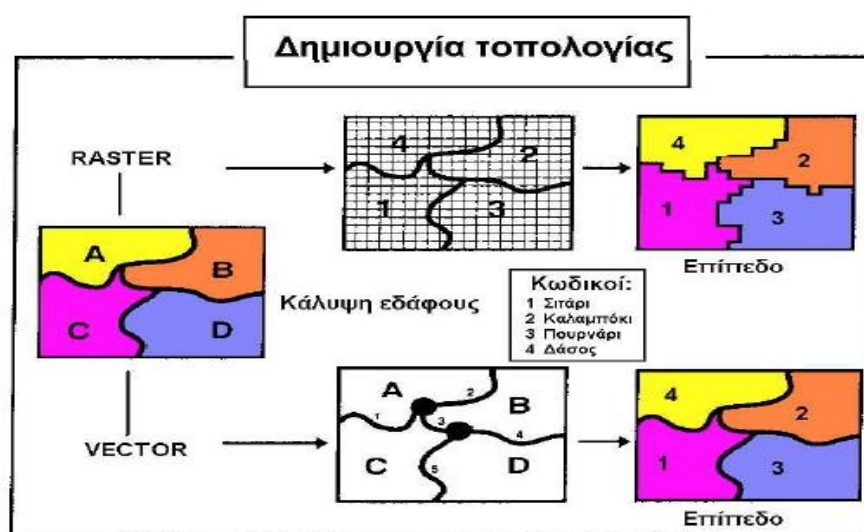 Δημιουργία τοπολογίας
RASTER
4
2
1
3
4
2
1
3
Επίπεδο
A
B
C
D
Κάλυψη εδάφους
Κωδικοί:
1 Σιτάρι
2 Καλαμπόκι
3 Πουρνάρι
4 Δάσος
VECTOR
A
B
C
D
1
2
3
4
5
4
2
1
3
Επίπεδο